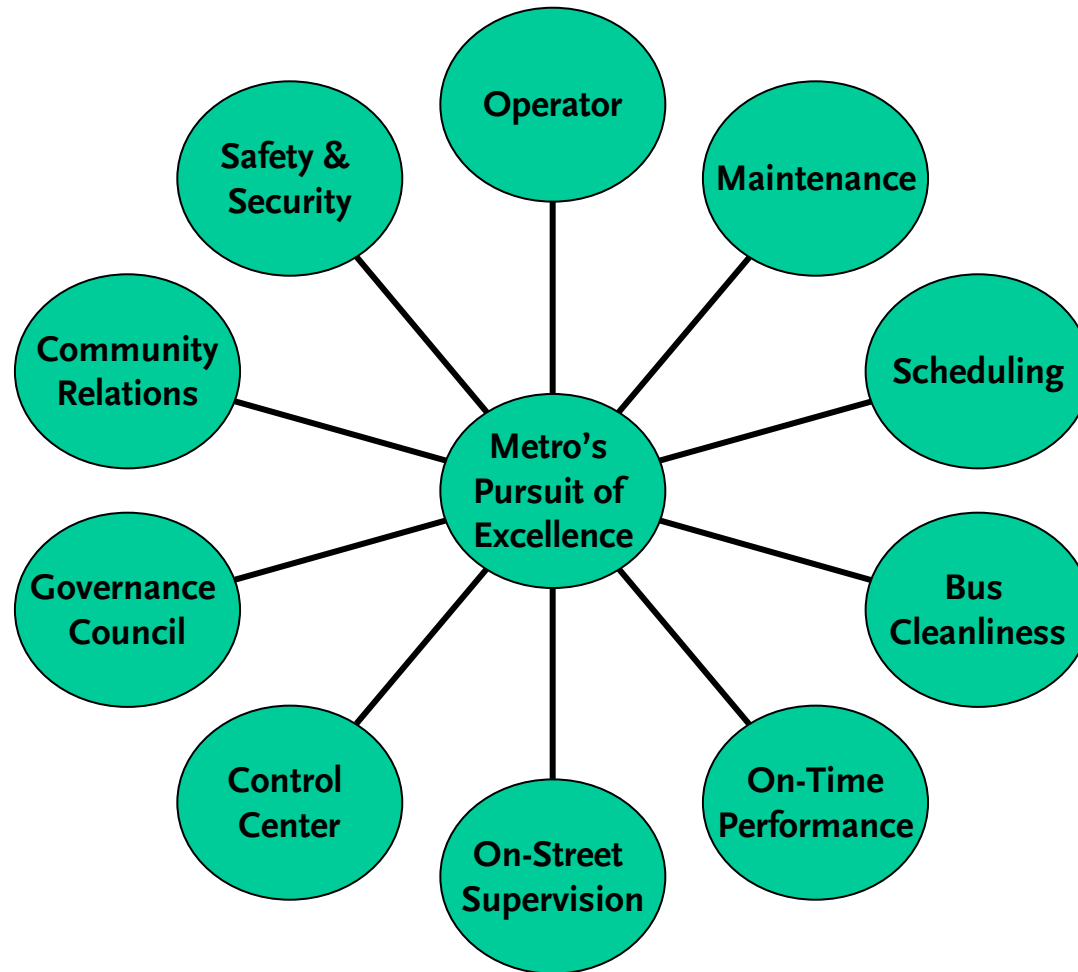 Operator
Maintenance
Scheduling
Bus
Cleanliness
On-Time
Performance
On-Street
Supervision
Control
Center
Governance
Council
Community
Relations
Safety &
Security
Metro’s
Pursuit of
Excellence